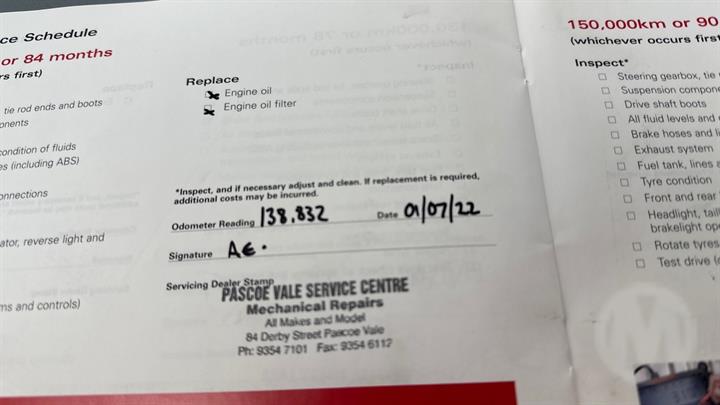 ce Schedule
or 84 months
rs first)
tie rod ends and boots
onents
condition of fluids
es (including ABS)
onnections
ator, reverse light and
ms and controls)
Replace
Engine oil
Engine oil filter
*Inspect, and if necessary adjust and clean. If replacement is required,
additional costs may be incurred.
Odometer Reading 138,832 Date 01/07/22
Signature AE.
Servicing Dealer Stamp
PASCOE VALE SERVICE CENTRE
Mechanical Repairs
All Makes and Model
84 Derby Street Pascoe Vale
Ph: 9354 7101 Fax: 9354 6112
150,000km or 90
(whichever occurs first
Inspect*
Steering gearbox, tie
Suspension compone
Drive shaft boots
All fluid levels and
Brake hoses and li
Exhaust system
Fuel tank, lines a
Tyre condition
Front and rear
Headlight, tail
brakelight ope
Rotate tyres
Test drive (
M